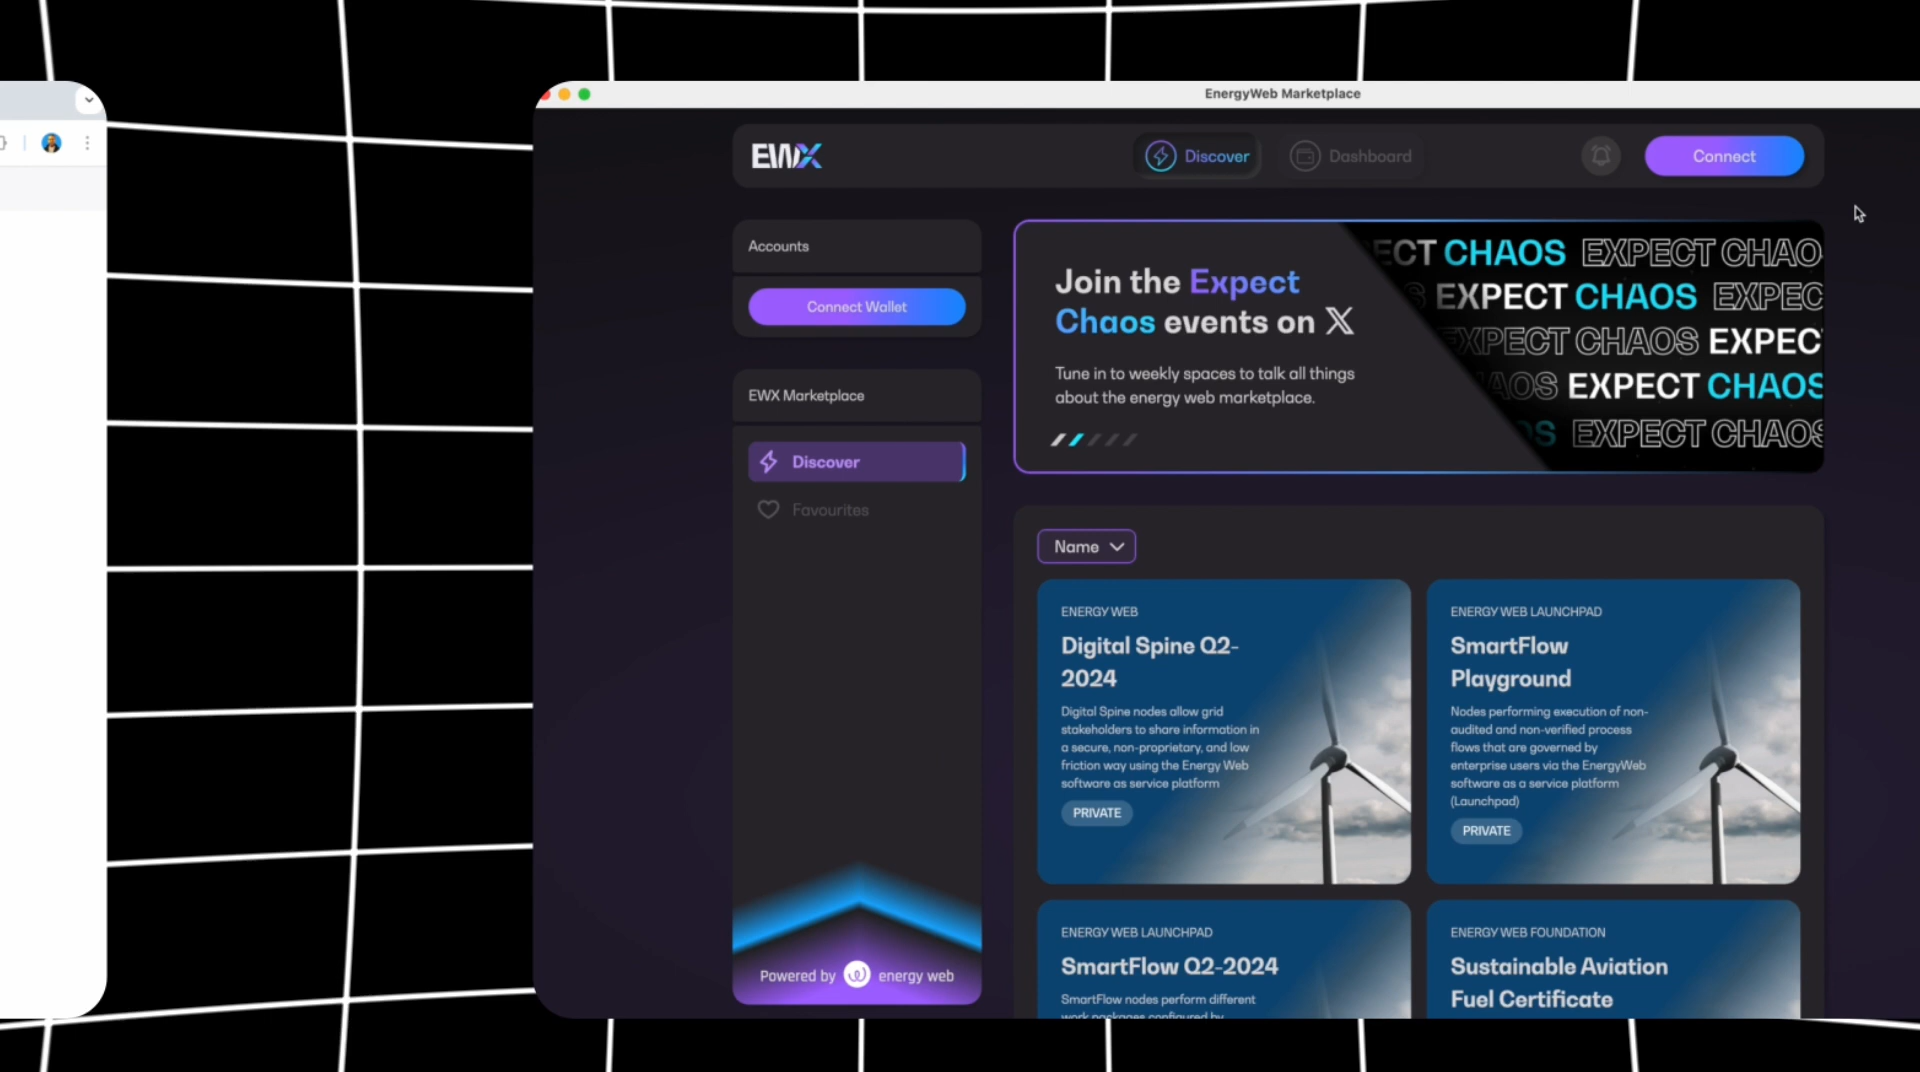 EnergyWeb Marketplace
EWX
Discover
Dashboard
Connect
Accounts
Connect Wallet
EWX Marketplace
Discover
Favourites
Powered by energy web
Join the Expect
Chaos events on X
Tune in to weekly spaces to talk all things
about the energy web marketplace.
ECT CHAOS EXPECT CHAO
S EXPECT CHAOS EXPEC
EXPECT CHAOS EXPEC
AOS EXPECT CHAOS
OS EXPECT CHAOS
Name
ENERGY WEB
Digital Spine Q2-
2024
Digital Spine nodes allow grid
stakeholders to share information in
a secure, non-proprietary, and low
friction way using the Energy Web
software as service platform
PRIVATE
ENERGY WEB LAUNCHPAD
SmartFlow
Playground
Nodes performing execution of non-
audited and non-verified process
flows that are governed by
enterprise users via the EnergyWeb
software as a service platform
(Launchpad)
PRIVATE
ENERGY WEB LAUNCHPAD
SmartFlow Q2-2024
SmartFlow nodes perform different
work packages configured by
ENERGY WEB FOUNDATION
Sustainable Aviation
Fuel Certificate